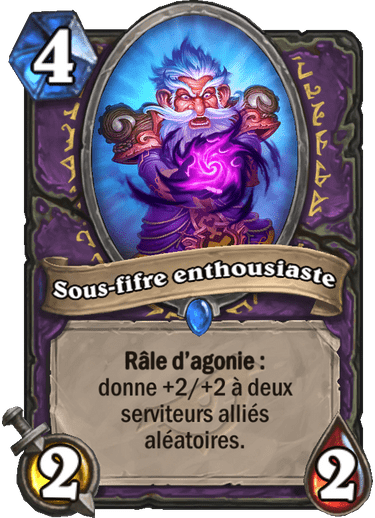 4
Sous-fifre enthousiaste
Râle d’agonie :
donne +2/+2 à deux
serviteurs alliés
aléatoires.
2
2